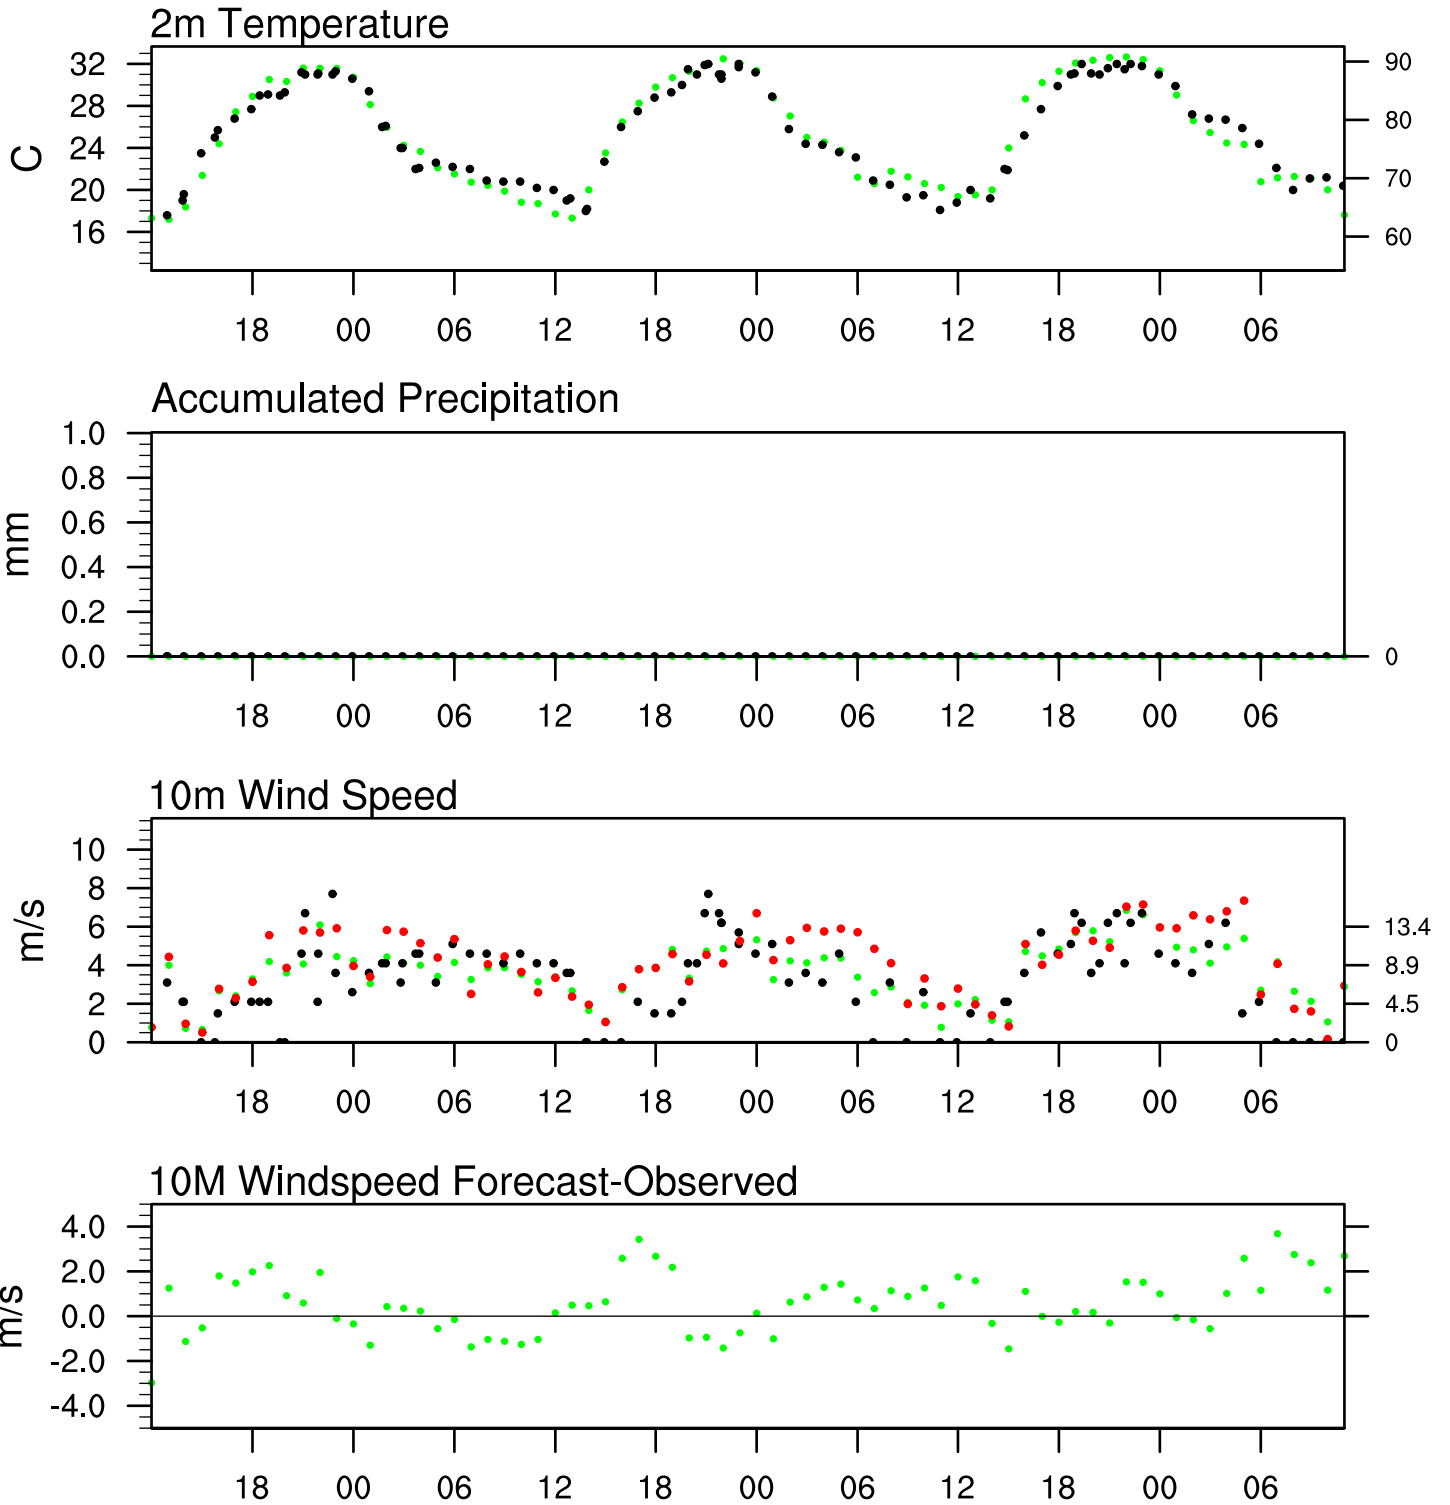 2m Temperature
32
28
24
20
16
C
90
80
70
60
18 00 06 12 18 00 06 12 18 00 06
Accumulated Precipitation
1.0
0.8
0.6
0.4
0.2
0.0
mm
0
18 00 06 12 18 00 06 12 18 00 06
10m Wind Speed
10
8
6
4
2
0
m/s
13.4
8.9
4.5
0
18 00 06 12 18 00 06 12 18 00 06
10M Windspeed Forecast-Observed
4.0
2.0
0.0
-2.0
-4.0
m/s
18 00 06 12 18 00 06 12 18 00 06